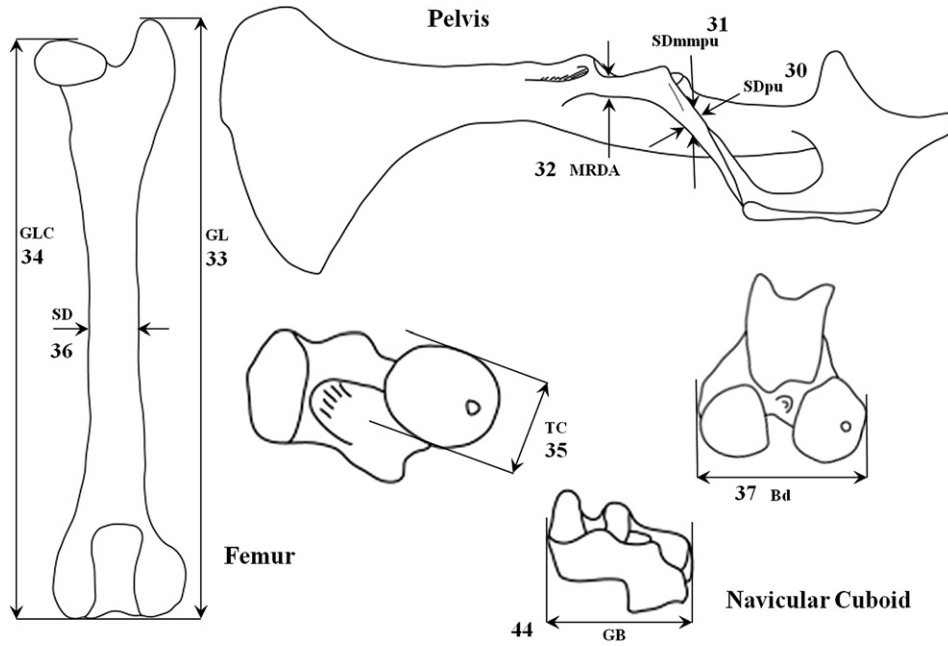 Pelvis
31
SDmmpu
30
SDpu
32 MRDA
GLC
34
GL
33
SD
36
TC
35
37 Bd
Femur
Navicular Cuboid
44
GB